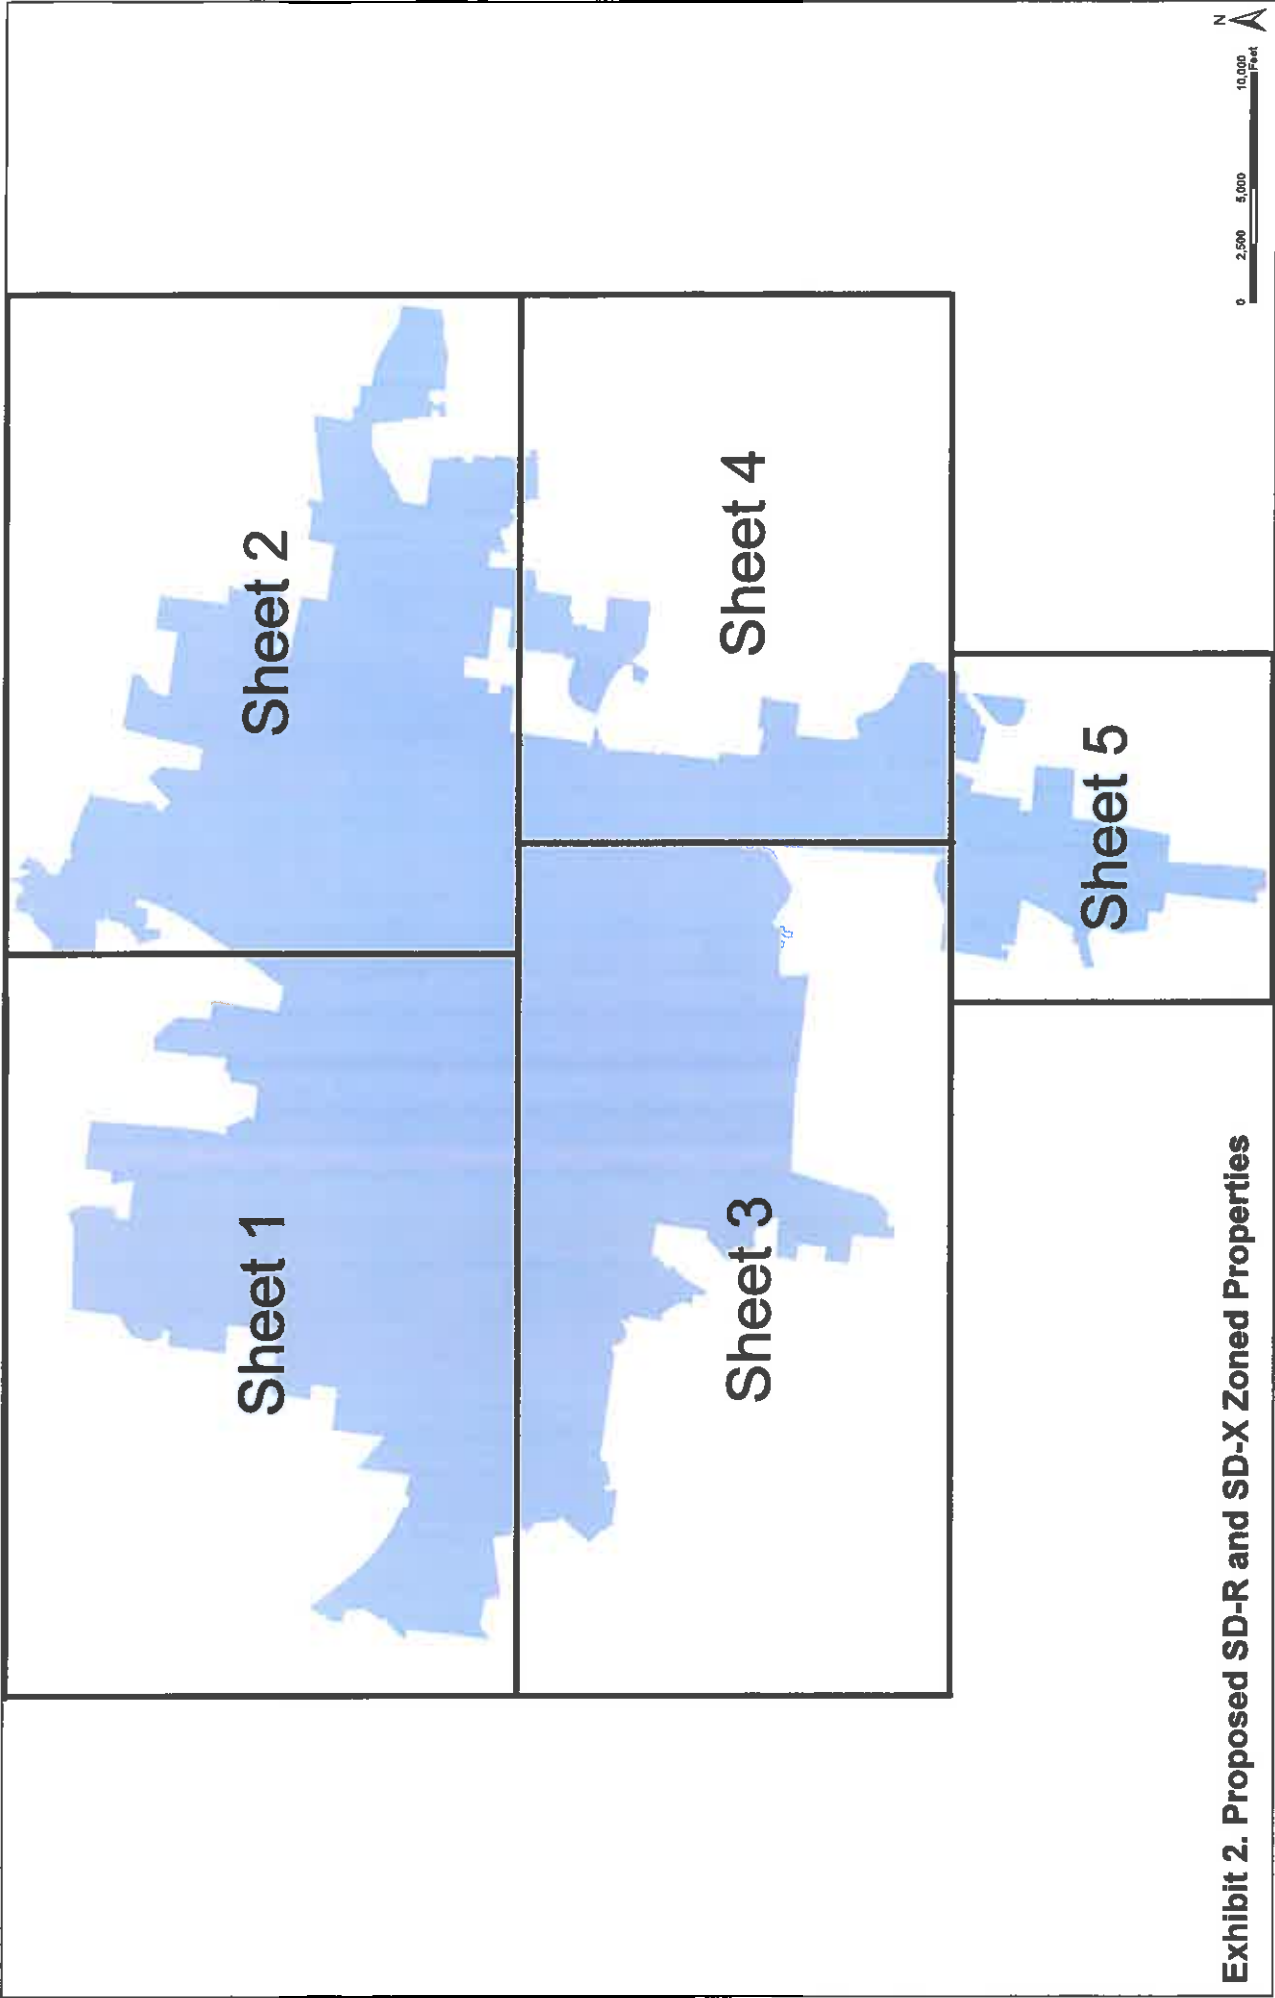 Sheet 1
Sheet 2
Sheet 3
Sheet 4
Sheet 5
Exhibit 2. Proposed SD-R and SD-X Zoned Properties
0 2,500 5,000 10,000
Feet
N